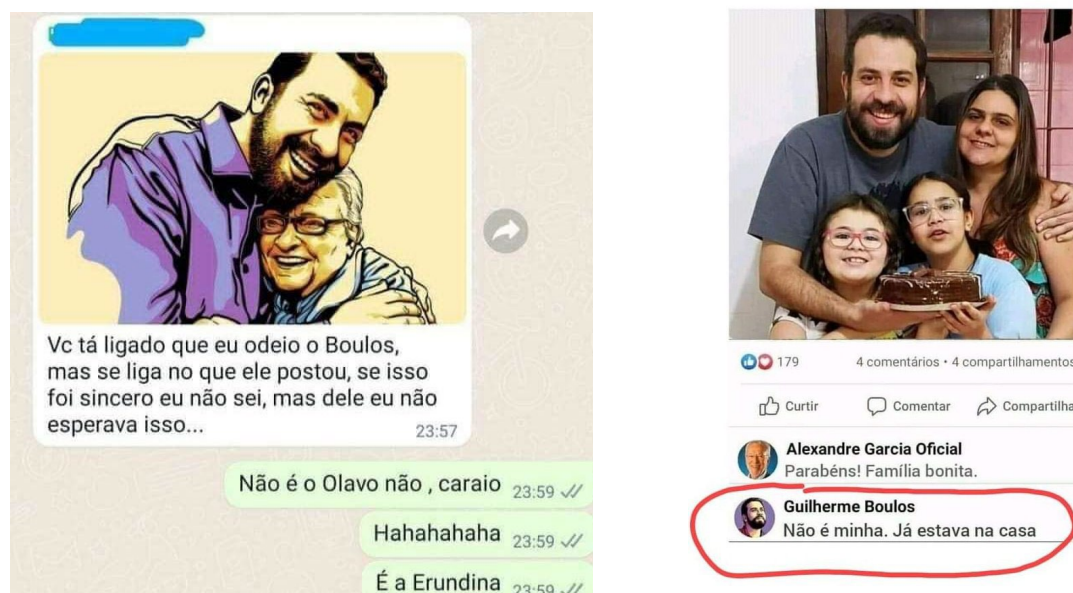 Vc tá ligado que eu odeio o Boulos,
mas se liga no que ele postou, se isso
foi sincero eu não sei, mas dele eu não
esperava isso...
23:57
Não é o Olavo não , caraio 23:59
Hahahahaha 23:59
É a Erundina 23:59
179 4 comentários • 4 compartilhamentos
Curtir Comentar Compartilha
Alexandre Garcia Oficial
Parabéns! Família bonita.
Guilherme Boulos
Não é minha. Já estava na casa